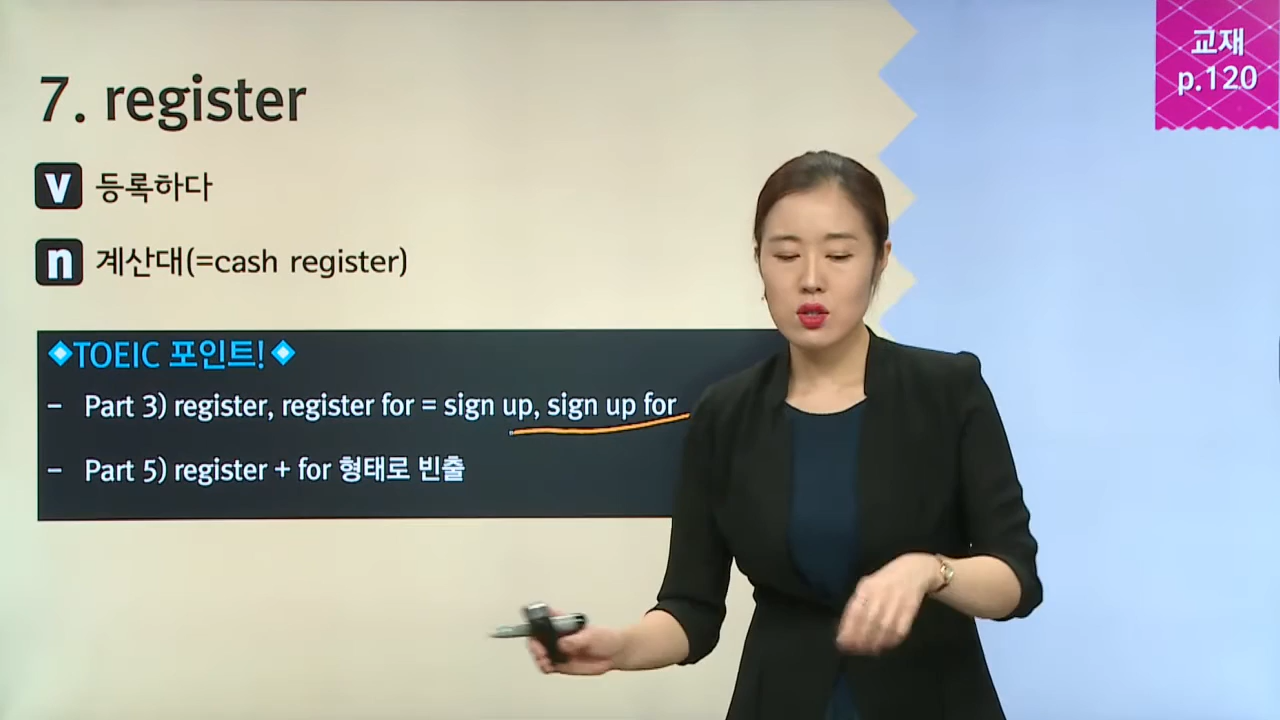 교재
p.120
7. register
v 등록하다
n 계산대(=cash register)
◆TOEIC 포인트!◆
- Part 3) register, register for = sign up, sign up for
- Part 5) register + for 형태로 빈출